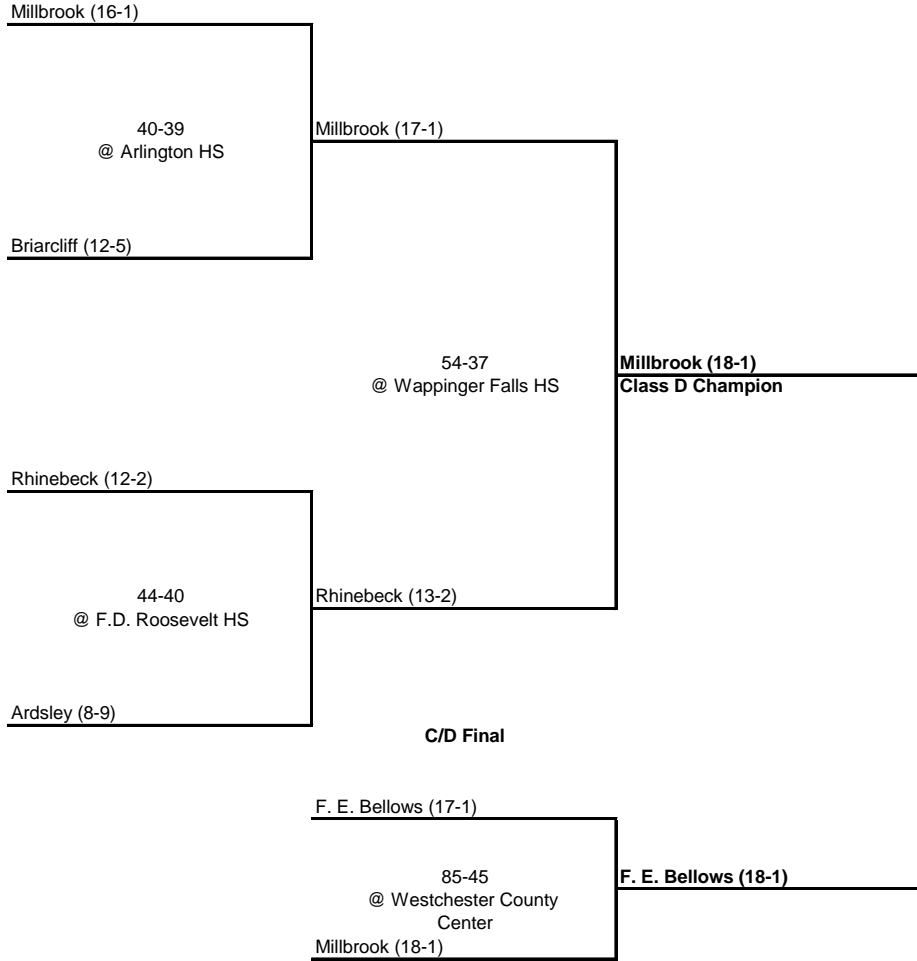 Millbrook (16-1)
40-39
@ Arlington HS
Millbrook (17-1)
Briarcliff (12-5)
54-37
@ Wappinger Falls HS
Millbrook (18-1)
Class D Champion
Rhinebeck (12-2)
44-40
@ F.D. Roosevelt HS
Rhinebeck (13-2)
Ardsley (8-9)
C/D Final
F. E. Bellows (17-1)
85-45
@ Westchester County
Center
F. E. Bellows (18-1)
Millbrook (18-1)